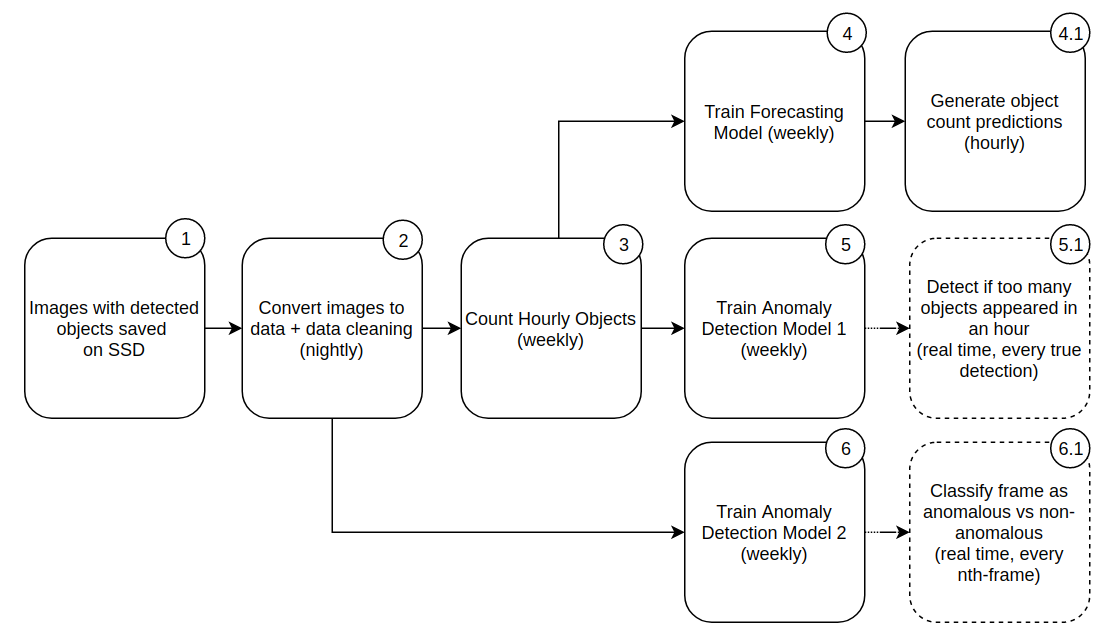 4
Train Forecasting
Model (weekly)
4.1
Generate object
count predictions
(hourly)
1
Images with detected
objects saved
on SSD
2
Convert images to
data + data cleaning
(nightly)
3
Count Hourly Objects
(weekly)
5
Train Anomaly
Detection Model 1
(weekly)
5.1
Detect if too many
objects appeared in
an hour
(real time, every true
detection)
6
Train Anomaly
Detection Model 2
(weekly)
6.1
Classify frame as
anomalous vs non-
anomalous
(real time, every
nth-frame)